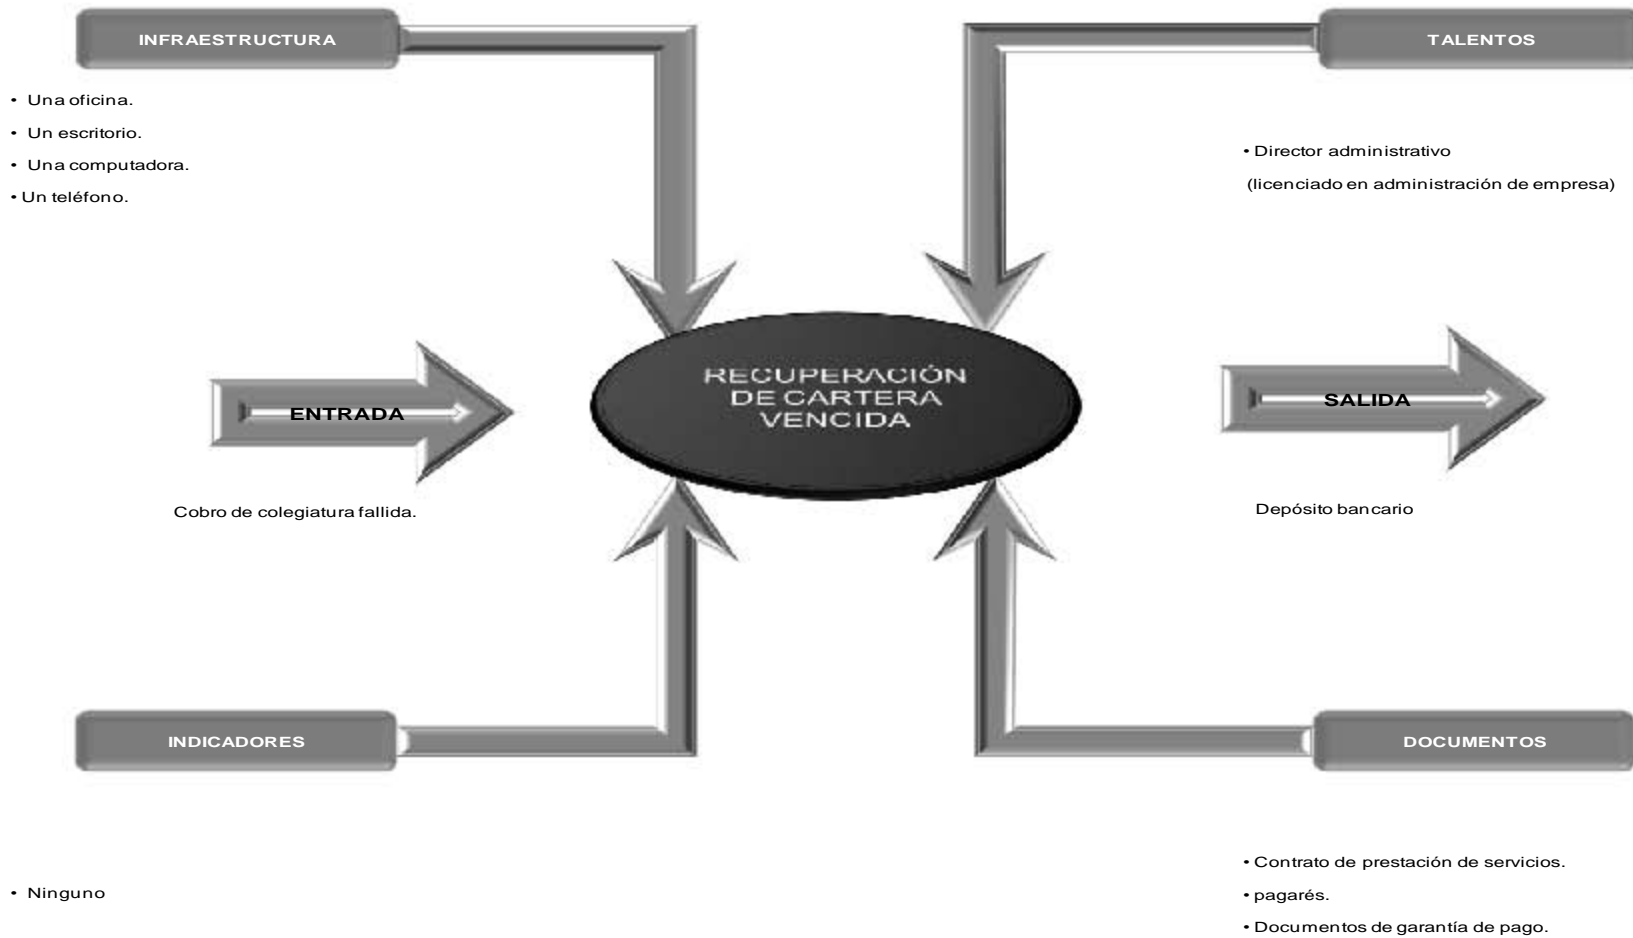 INFRAESTRUCTURA
TALENTOS
• Una oficina.
• Un escritorio.
• Una computadora.
• Un teléfono.
• Director administrativo
(licenciado en administración de empresa)
RECUPERACIÓN
DE CARTERA
VENCIDA
ENTRADA
SALIDA
Cobro de colegiatura fallida.
Depósito bancario
INDICADORES
DOCUMENTOS
• Ninguno
• Contrato de prestación de servicios.
• pagarés.
• Documentos de garantía de pago.